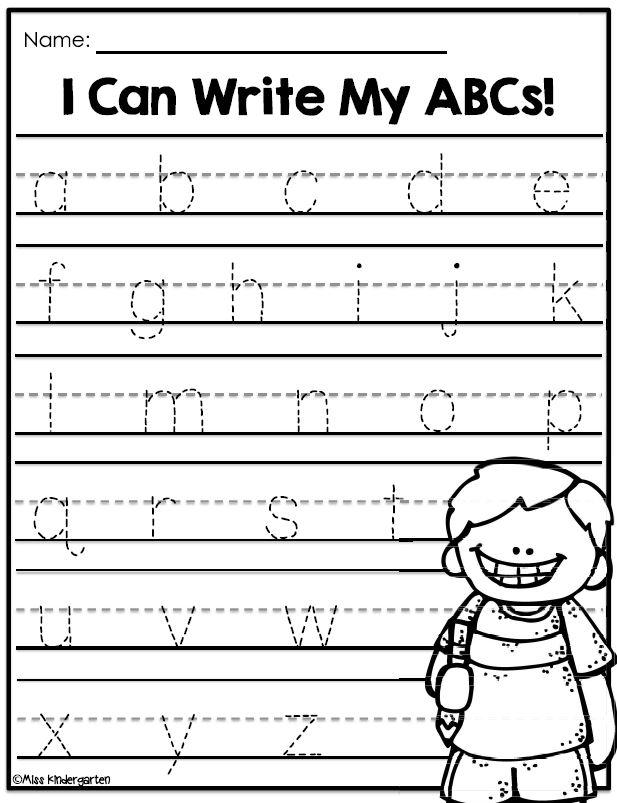 Name:
I Can Write My ABCs!
a b c d e
f g h i j k
l m n o p
q r s t
u v w
x y z
©Miss Kindergarten